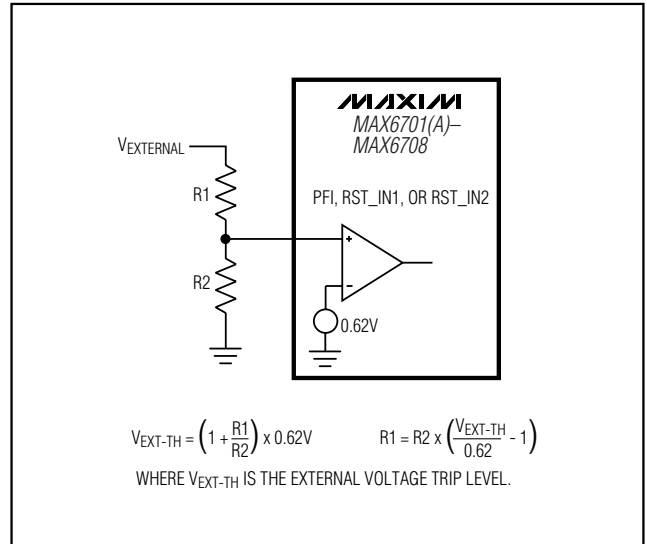 MAXIM
MAX6701(A)–
MAX6708
VEXTERNAL
R1
PFI, RST_IN1, OR RST_IN2
+
R2
−
0.62V
VEXT-TH = (1 + R1/R2) x 0.62V
R1 = R2 x (VEXT-TH/0.62 - 1)
WHERE VEXT-TH IS THE EXTERNAL VOLTAGE TRIP LEVEL.